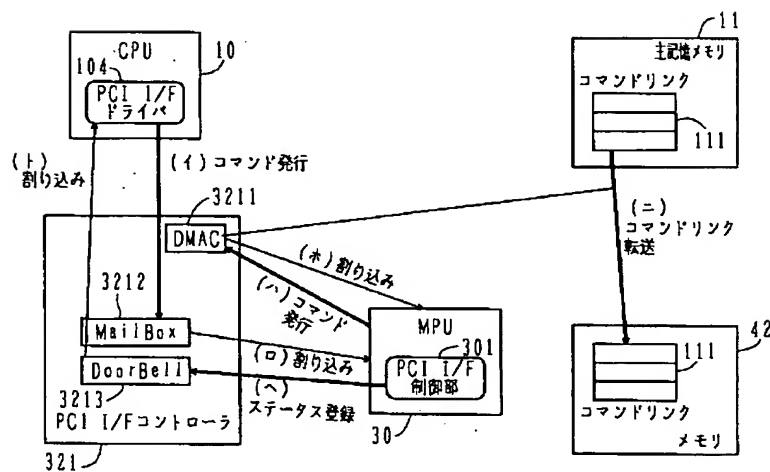 CPU
10
104
PCI I/F
ドライバ
(ト)
割り込み
(イ)コマンド発行
11
主記憶メモリ
コマンドリンク
111
3211
DMAC
(ニ)
コマンドリンク
転送
(ホ)割り込み
(ハ)コマンド
発行
3212
MailBox
(ロ)割り込み
MPU
301
PCI I/F
制御部
DoorBell
3213
(ヘ)
ステータス登録
PCI I/Fコントローラ
30
321
42
111
コマンドリンク
メモリ